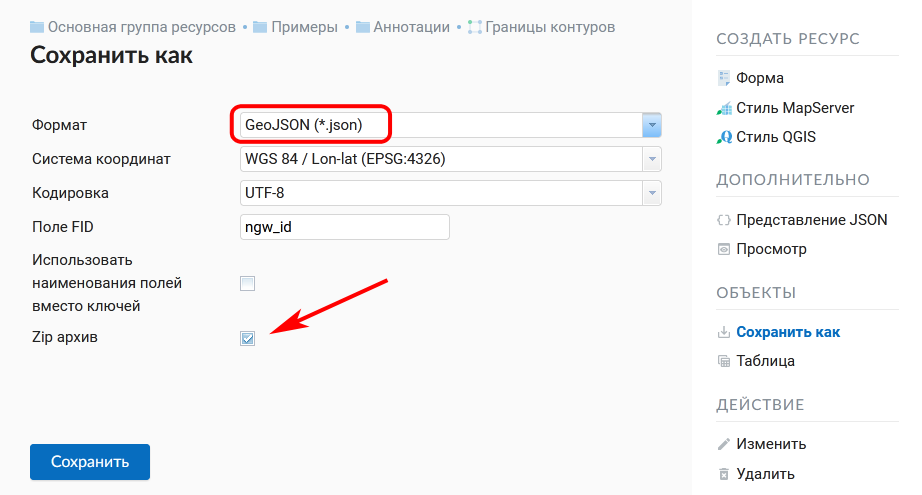 Основная группа ресурсов • Примеры • Аннотации • Границы контуров
Сохранить как
Формат
GeoJSON (*.json)
Система координат
WGS 84 / Lon-lat (EPSG:4326)
Кодировка
UTF-8
Поле FID
ngw_id
Использовать
наименования полей
вместо ключей
Zip архив
Сохранить
СОЗДАТЬ РЕСУРС
Форма
Стиль MapServer
Стиль QGIS
ДОПОЛНИТЕЛЬНО
Представление JSON
Просмотр
ОБЪЕКТЫ
Сохранить как
Таблица
ДЕЙСТВИЕ
Изменить
Удалить